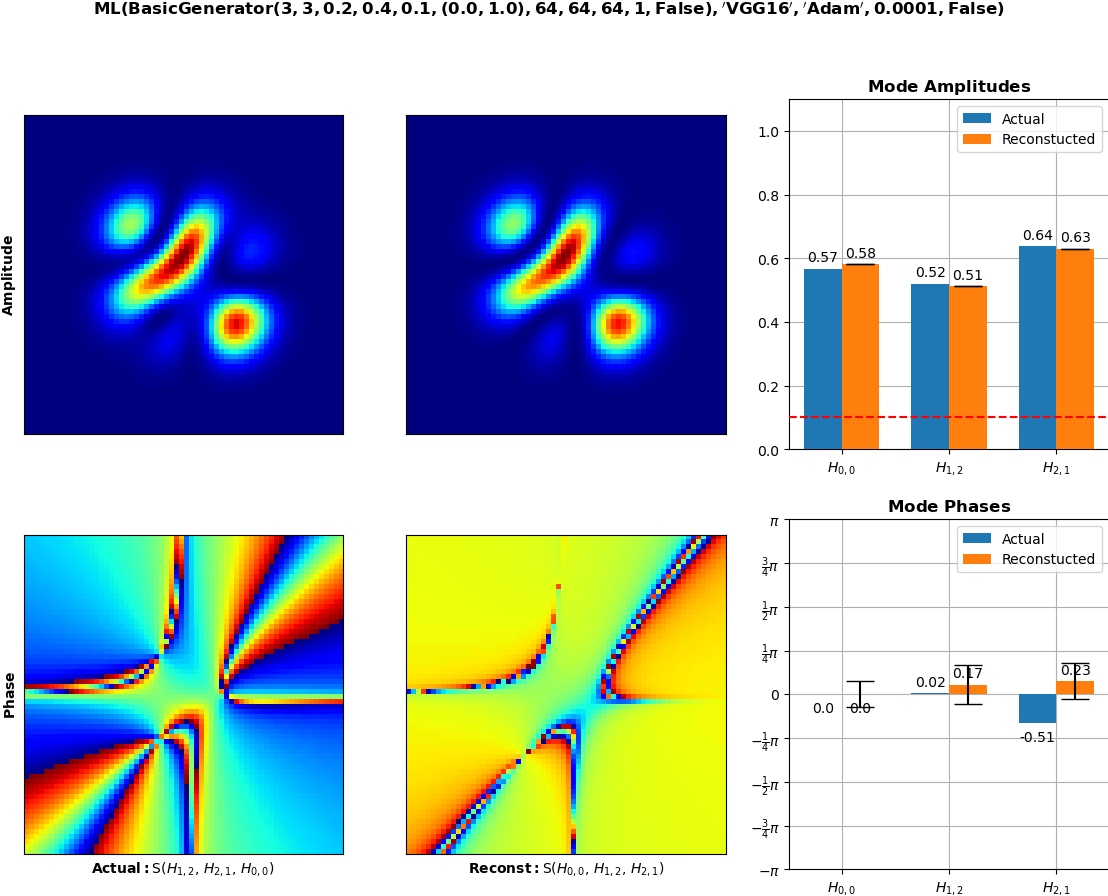 ML(BasicGenerator(3, 3, 0.2, 0.4, 0.1, (0.0, 1.0), 64, 64, 64, 1, False), ′VGG16′, ′Adam′, 0.0001, False)
Mode Amplitudes
Amplitude
1.0
0.8
0.6
0.4
0.2
0.0
Actual
Reconstucted
0.57
0.58
0.52
0.51
0.64
0.63
H0,0
H1,2
H2,1
Mode Phases
Phase
π
3/4π
1/2π
1/4π
0
−1/4π
−1/2π
−3/4π
−π
Actual
Reconstucted
0.0
0.0
0.02
0.17
-0.51
0.23
H0,0
H1,2
H2,1
Actual: S(H1,2, H2,1, H0,0)
Reconst: S(H0,0, H1,2, H2,1)